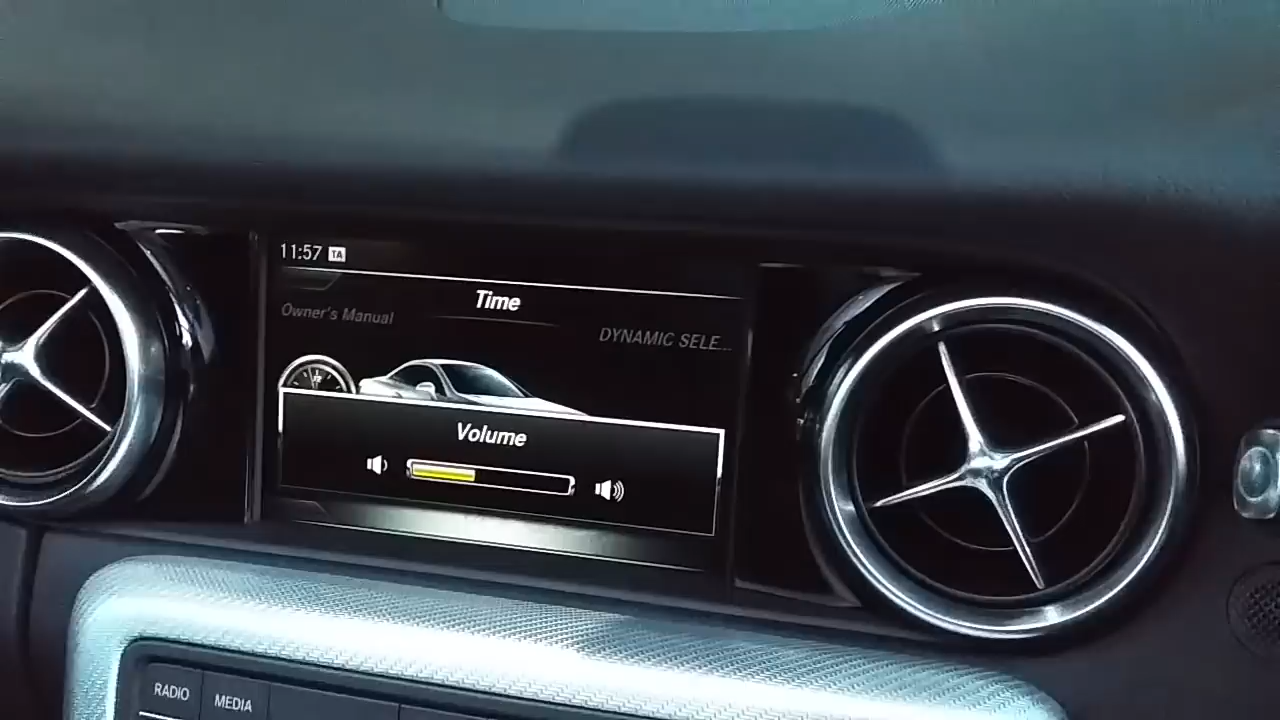 11:57 TA
Time
Owner's Manual
DYNAMIC SELE...
Volume
RADIO
MEDIA